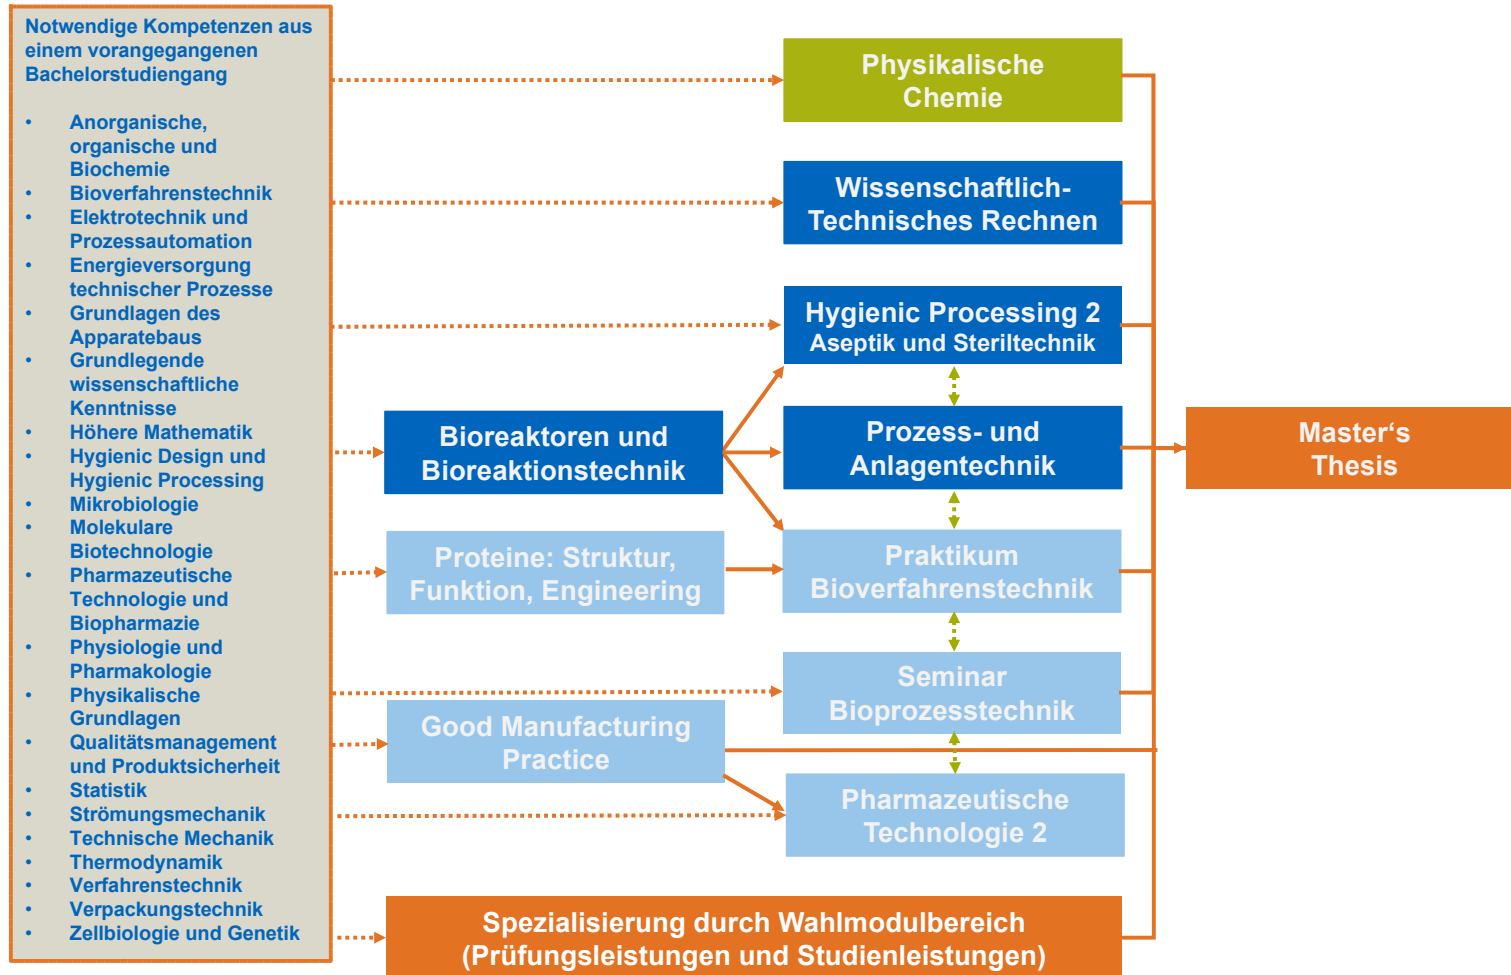 Notwendige Kompetenzen aus
einem vorangegangenen
Bachelorstudiengang
• Anorganische,
organische und
Biochemie
• Bioverfahrenstechnik
• Elektrotechnik und
Prozessautomation
• Energieversorgung
technischer Prozesse
• Grundlagen des
Apparatebaus
• Grundlegende
wissenschaftliche
Kenntnisse
• Höhere Mathematik
• Hygienic Design und
Hygienic Processing
• Mikrobiologie
• Molekulare
Biotechnologie
• Pharmazeutische
Technologie und
Biopharmazie
• Physiologie und
Pharmakologie
• Physikalische
Grundlagen
• Qualitätsmanagement
und Produktsicherheit
• Statistik
• Strömungsmechanik
• Technische Mechanik
• Thermodynamik
• Verfahrenstechnik
• Verpackungstechnik
• Zellbiologie und Genetik
Bioreaktoren und
Bioreaktionstechnik
Proteine: Struktur,
Funktion, Engineering
Good Manufacturing
Practice
Physikalische
Chemie
Wissenschaftlich-
Technisches Rechnen
Hygienic Processing 2
Aseptik und Steriltechnik
Prozess- und
Anlagentechnik
Praktikum
Bioverfahrenstechnik
Seminar
Bioprozesstechnik
Pharmazeutische
Technologie 2
Spezialisierung durch Wahlmodulbereich
(Prüfungsleistungen und Studienleistungen)
Master‘s
Thesis